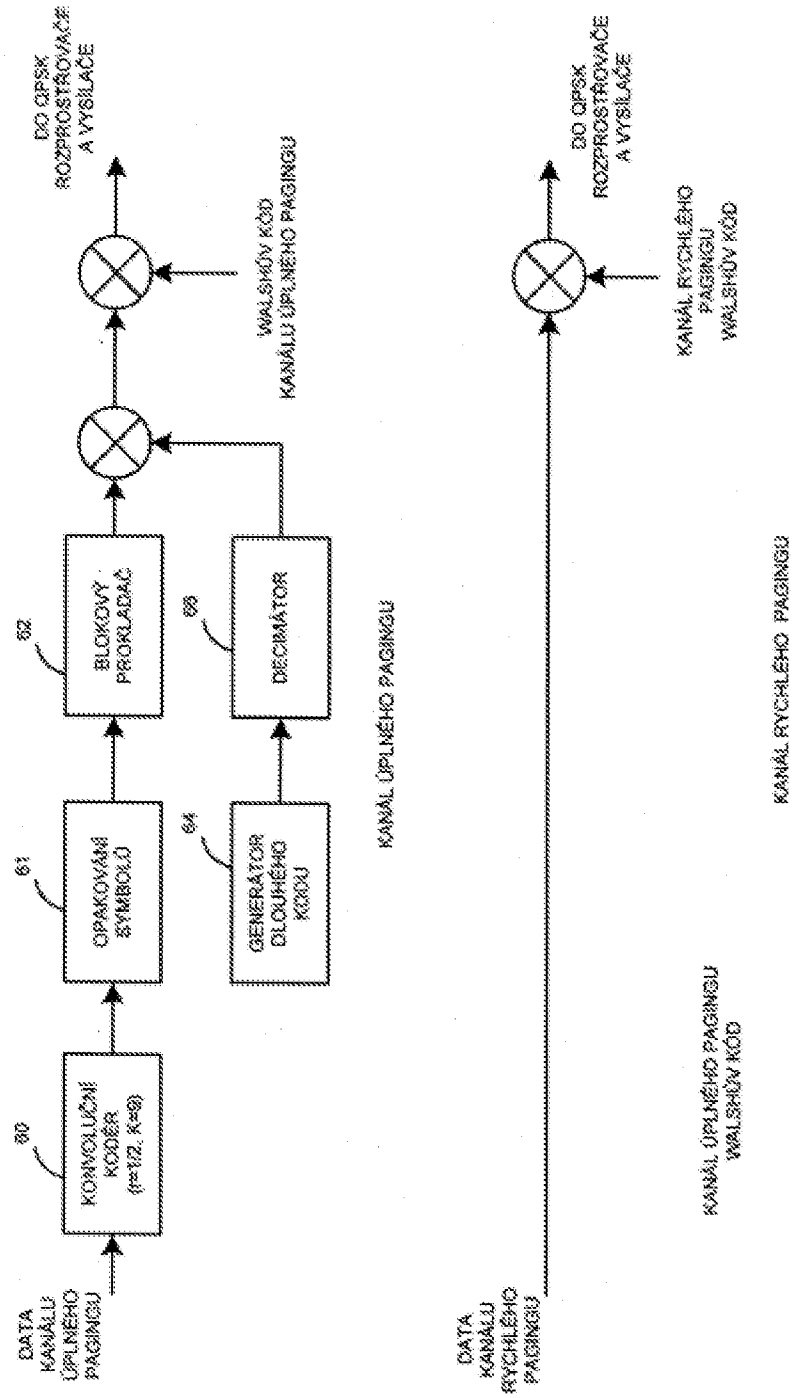 DATA
KANÁLU
ÚPLNÉHO
PAGINGU
60
KONVOLUČNÍ
KODÉR
(r=1/2, K=9)
61
OPAKOVÁNÍ
SYMBOLŮ
62
BLOKOVÝ
PROKLADAČ
64
GENERÁTOR
DLOUHÉHO
KÓDU
66
DECIMÁTOR
WALSHŮV KÓD
KANÁLU ÚPLNÉHO PAGINGU
DO QPSK
ROZPROSTŘOVAČE
A VYSÍLAČE
KANÁL ÚPLNÉHO PAGINGU
DATA
KANÁLU
RYCHLÉHO
PAGINGU
DO QPSK
ROZPROSTŘOVAČE
A VYSÍLAČE
KANÁL RYCHLÉHO
PAGINGU
WALSHŮV KÓD
KANÁL ÚPLNÉHO PAGINGU
WALSHŮV KÓD
KANÁL RYCHLÉHO PAGINGU